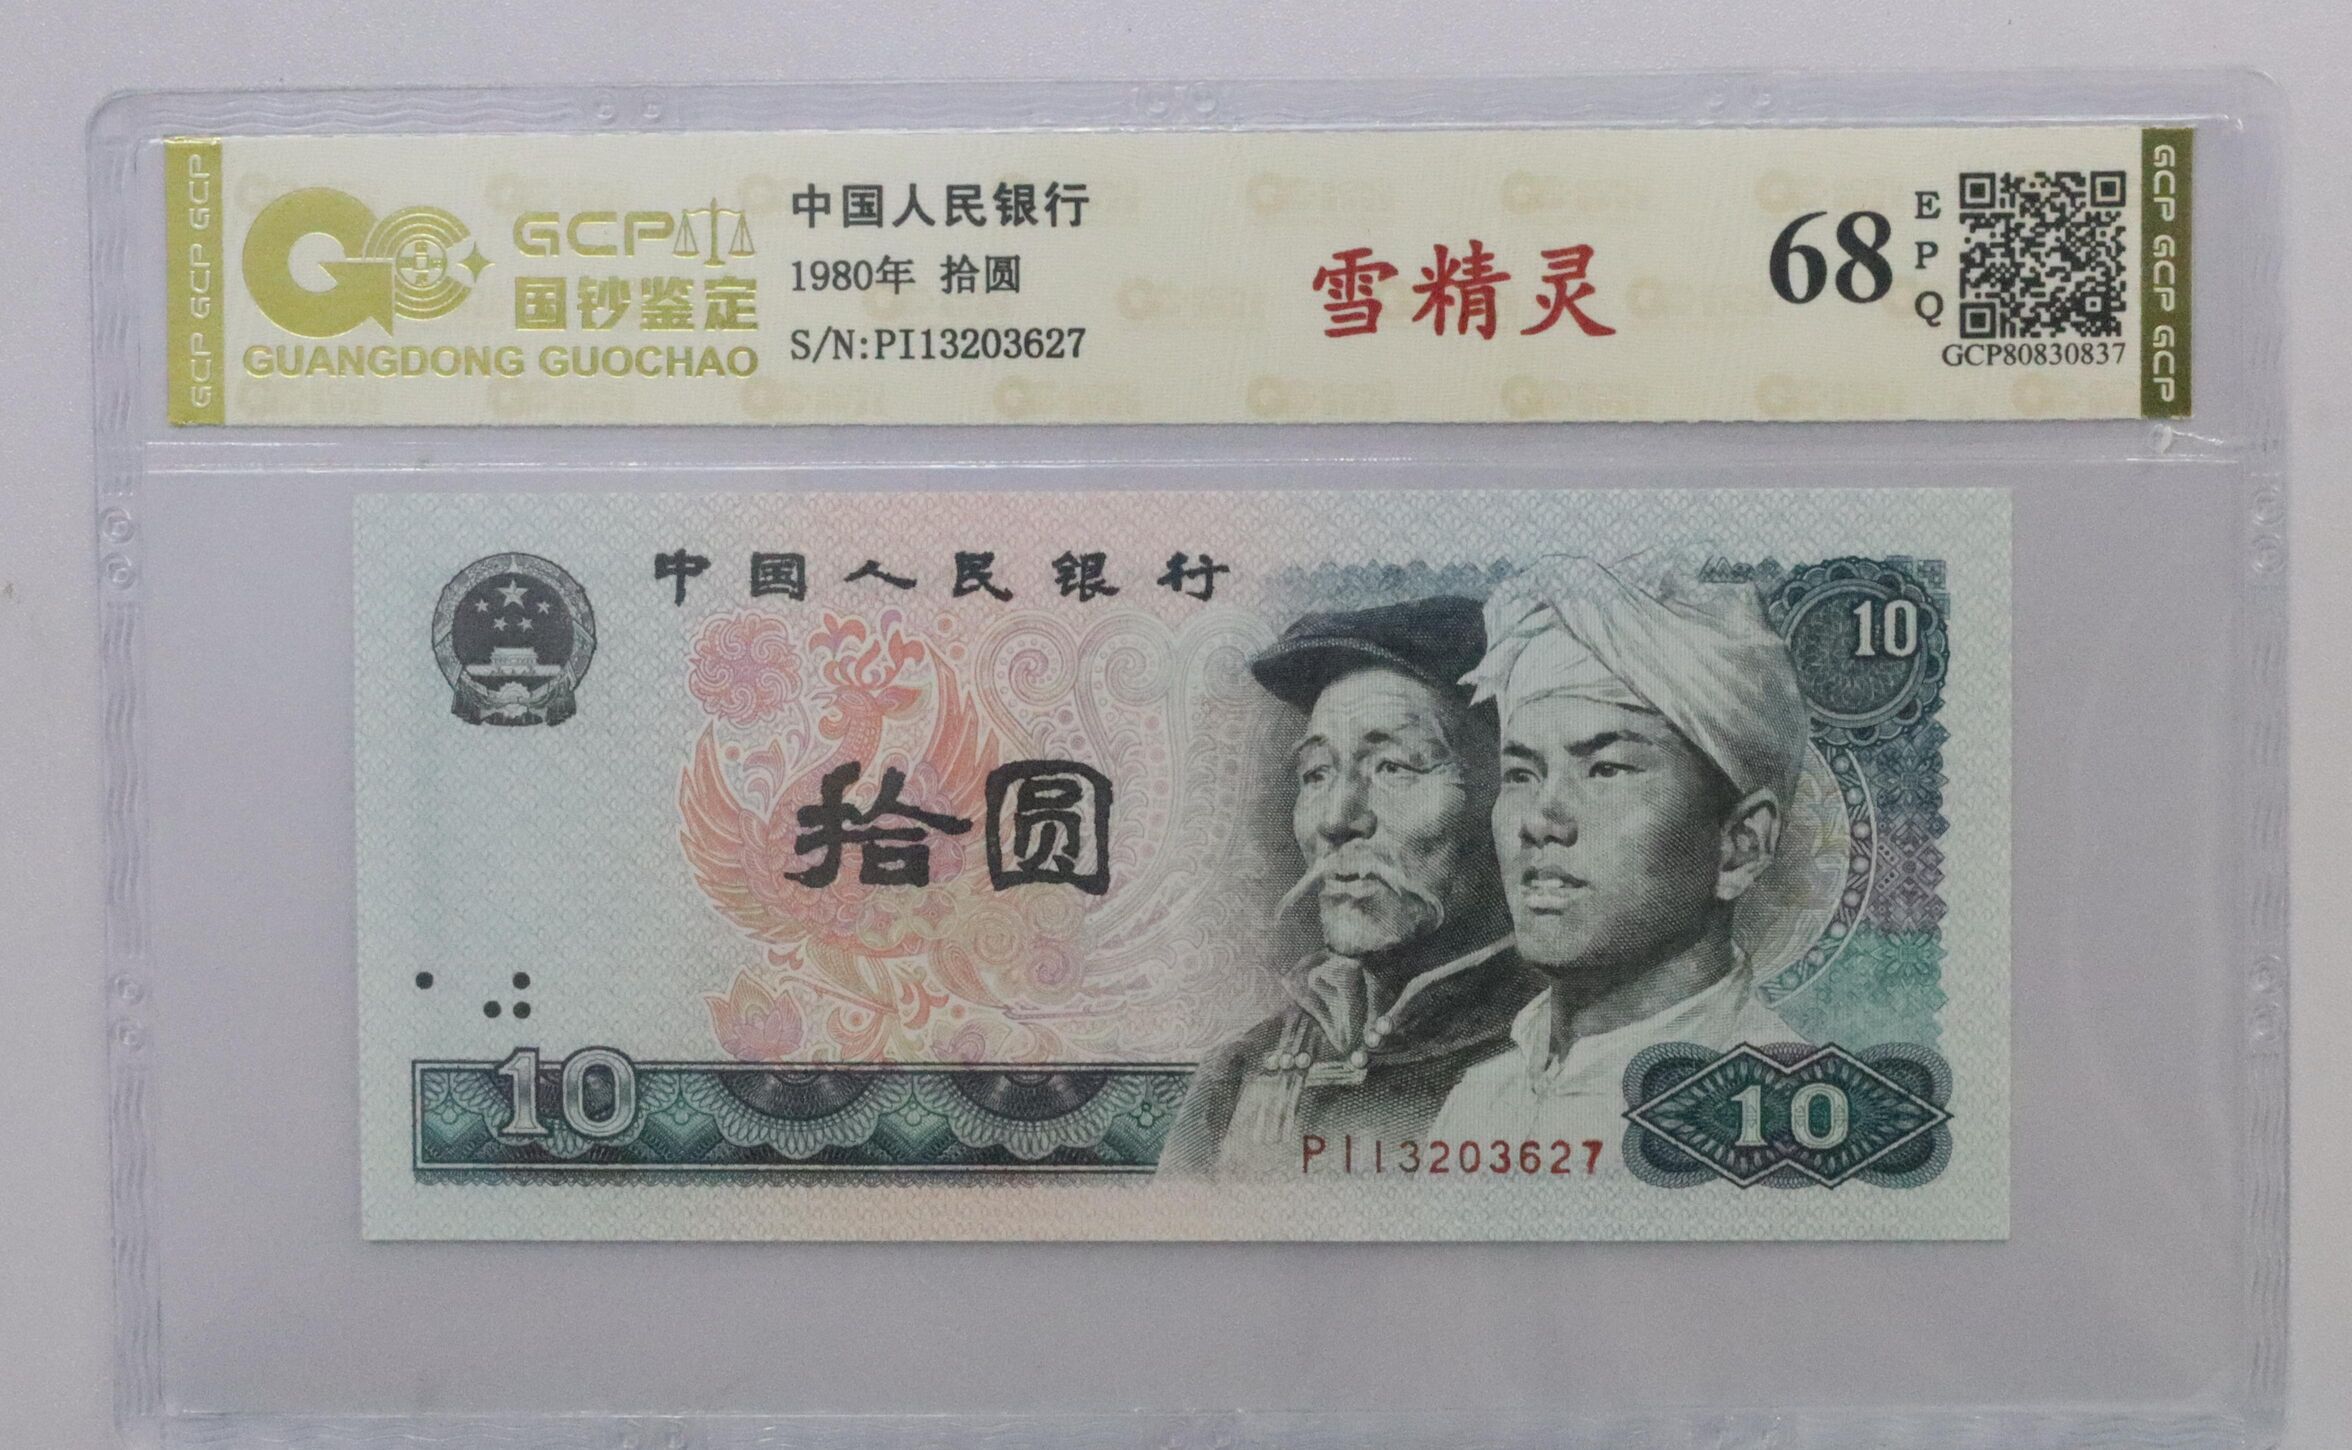 GCP GCP GCP
GCP
国钞鉴定
GUANGDONG GUOCHAO
中国人民银行
1980年 拾圆
S/N:PI13203627
雪精灵
68
EPQ
GCP80830837
GCP GCP GCP
中国人民银行
10
拾圆
10
10
PI13203627